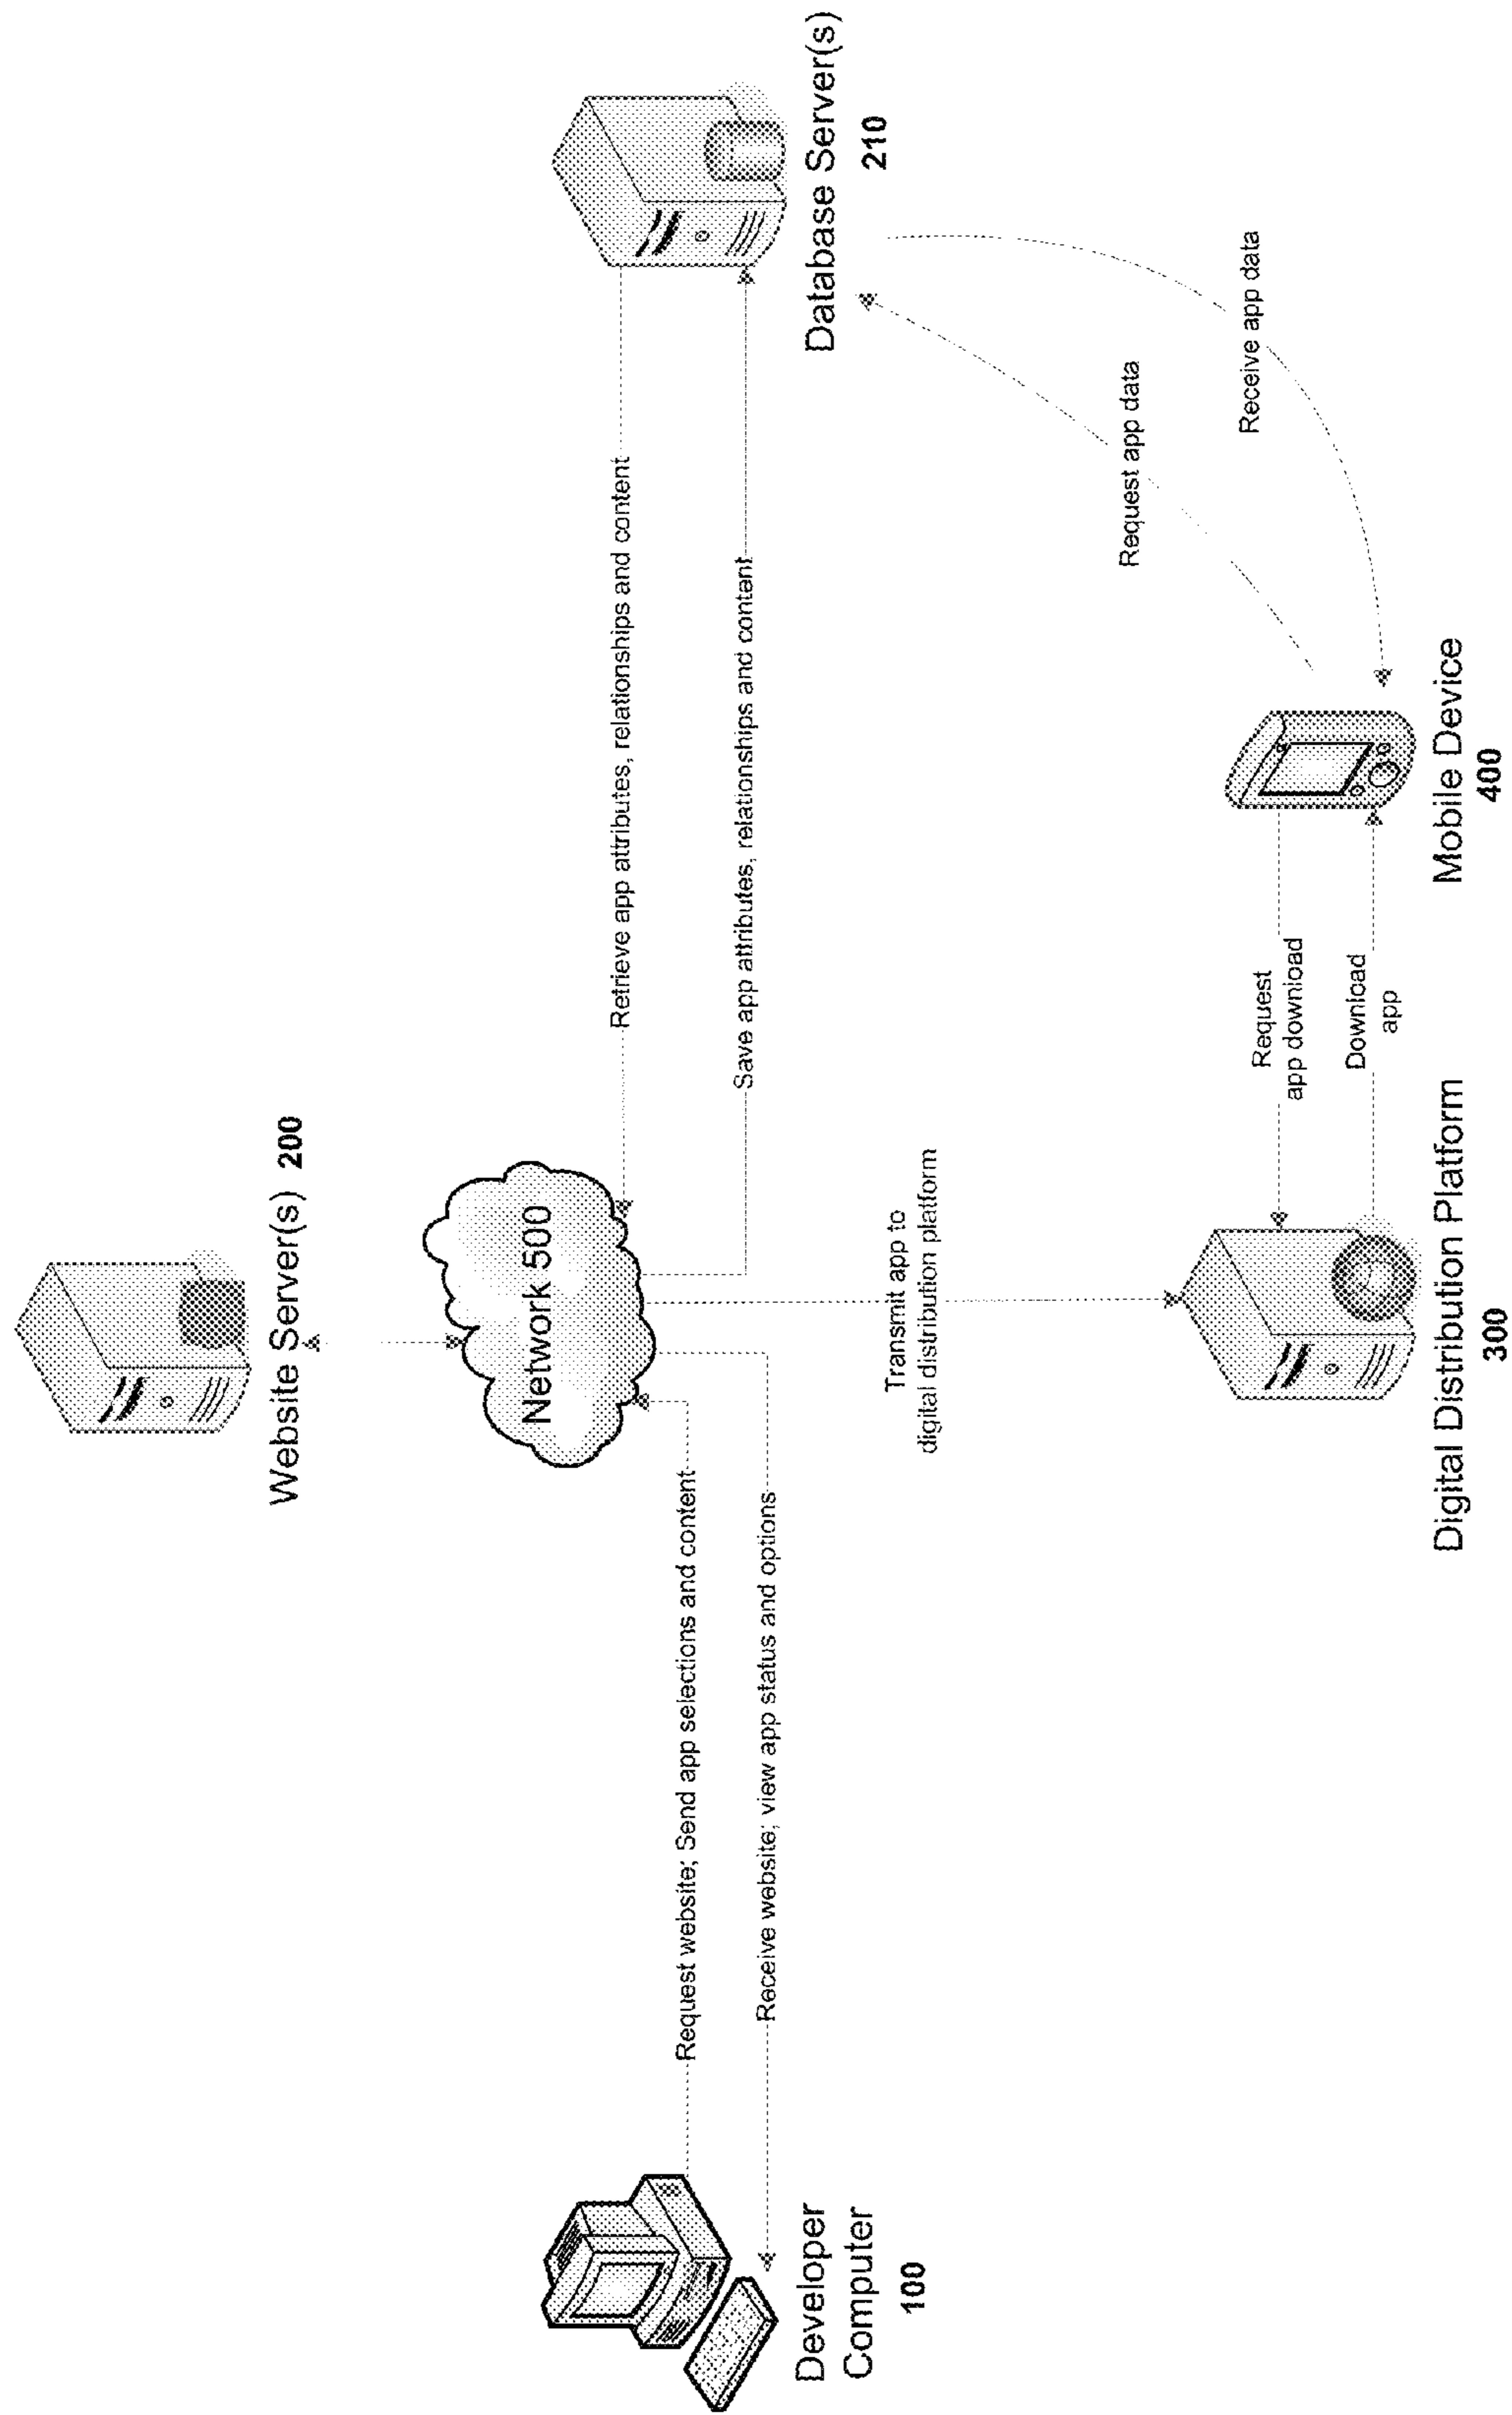 Website Server(s) 200
Network 500
Retrieve app attributes, relationships and content
Save app attributes, relationships and content
Request website; Send app selections and content
Receive website; view app status and options
Developer
Computer
100
Database Server(s)
210
Transmit app to
digital distribution platform
Request app data
Receive app data
Request
app download
Download
app
Digital Distribution Platform
300
Mobile Device
400